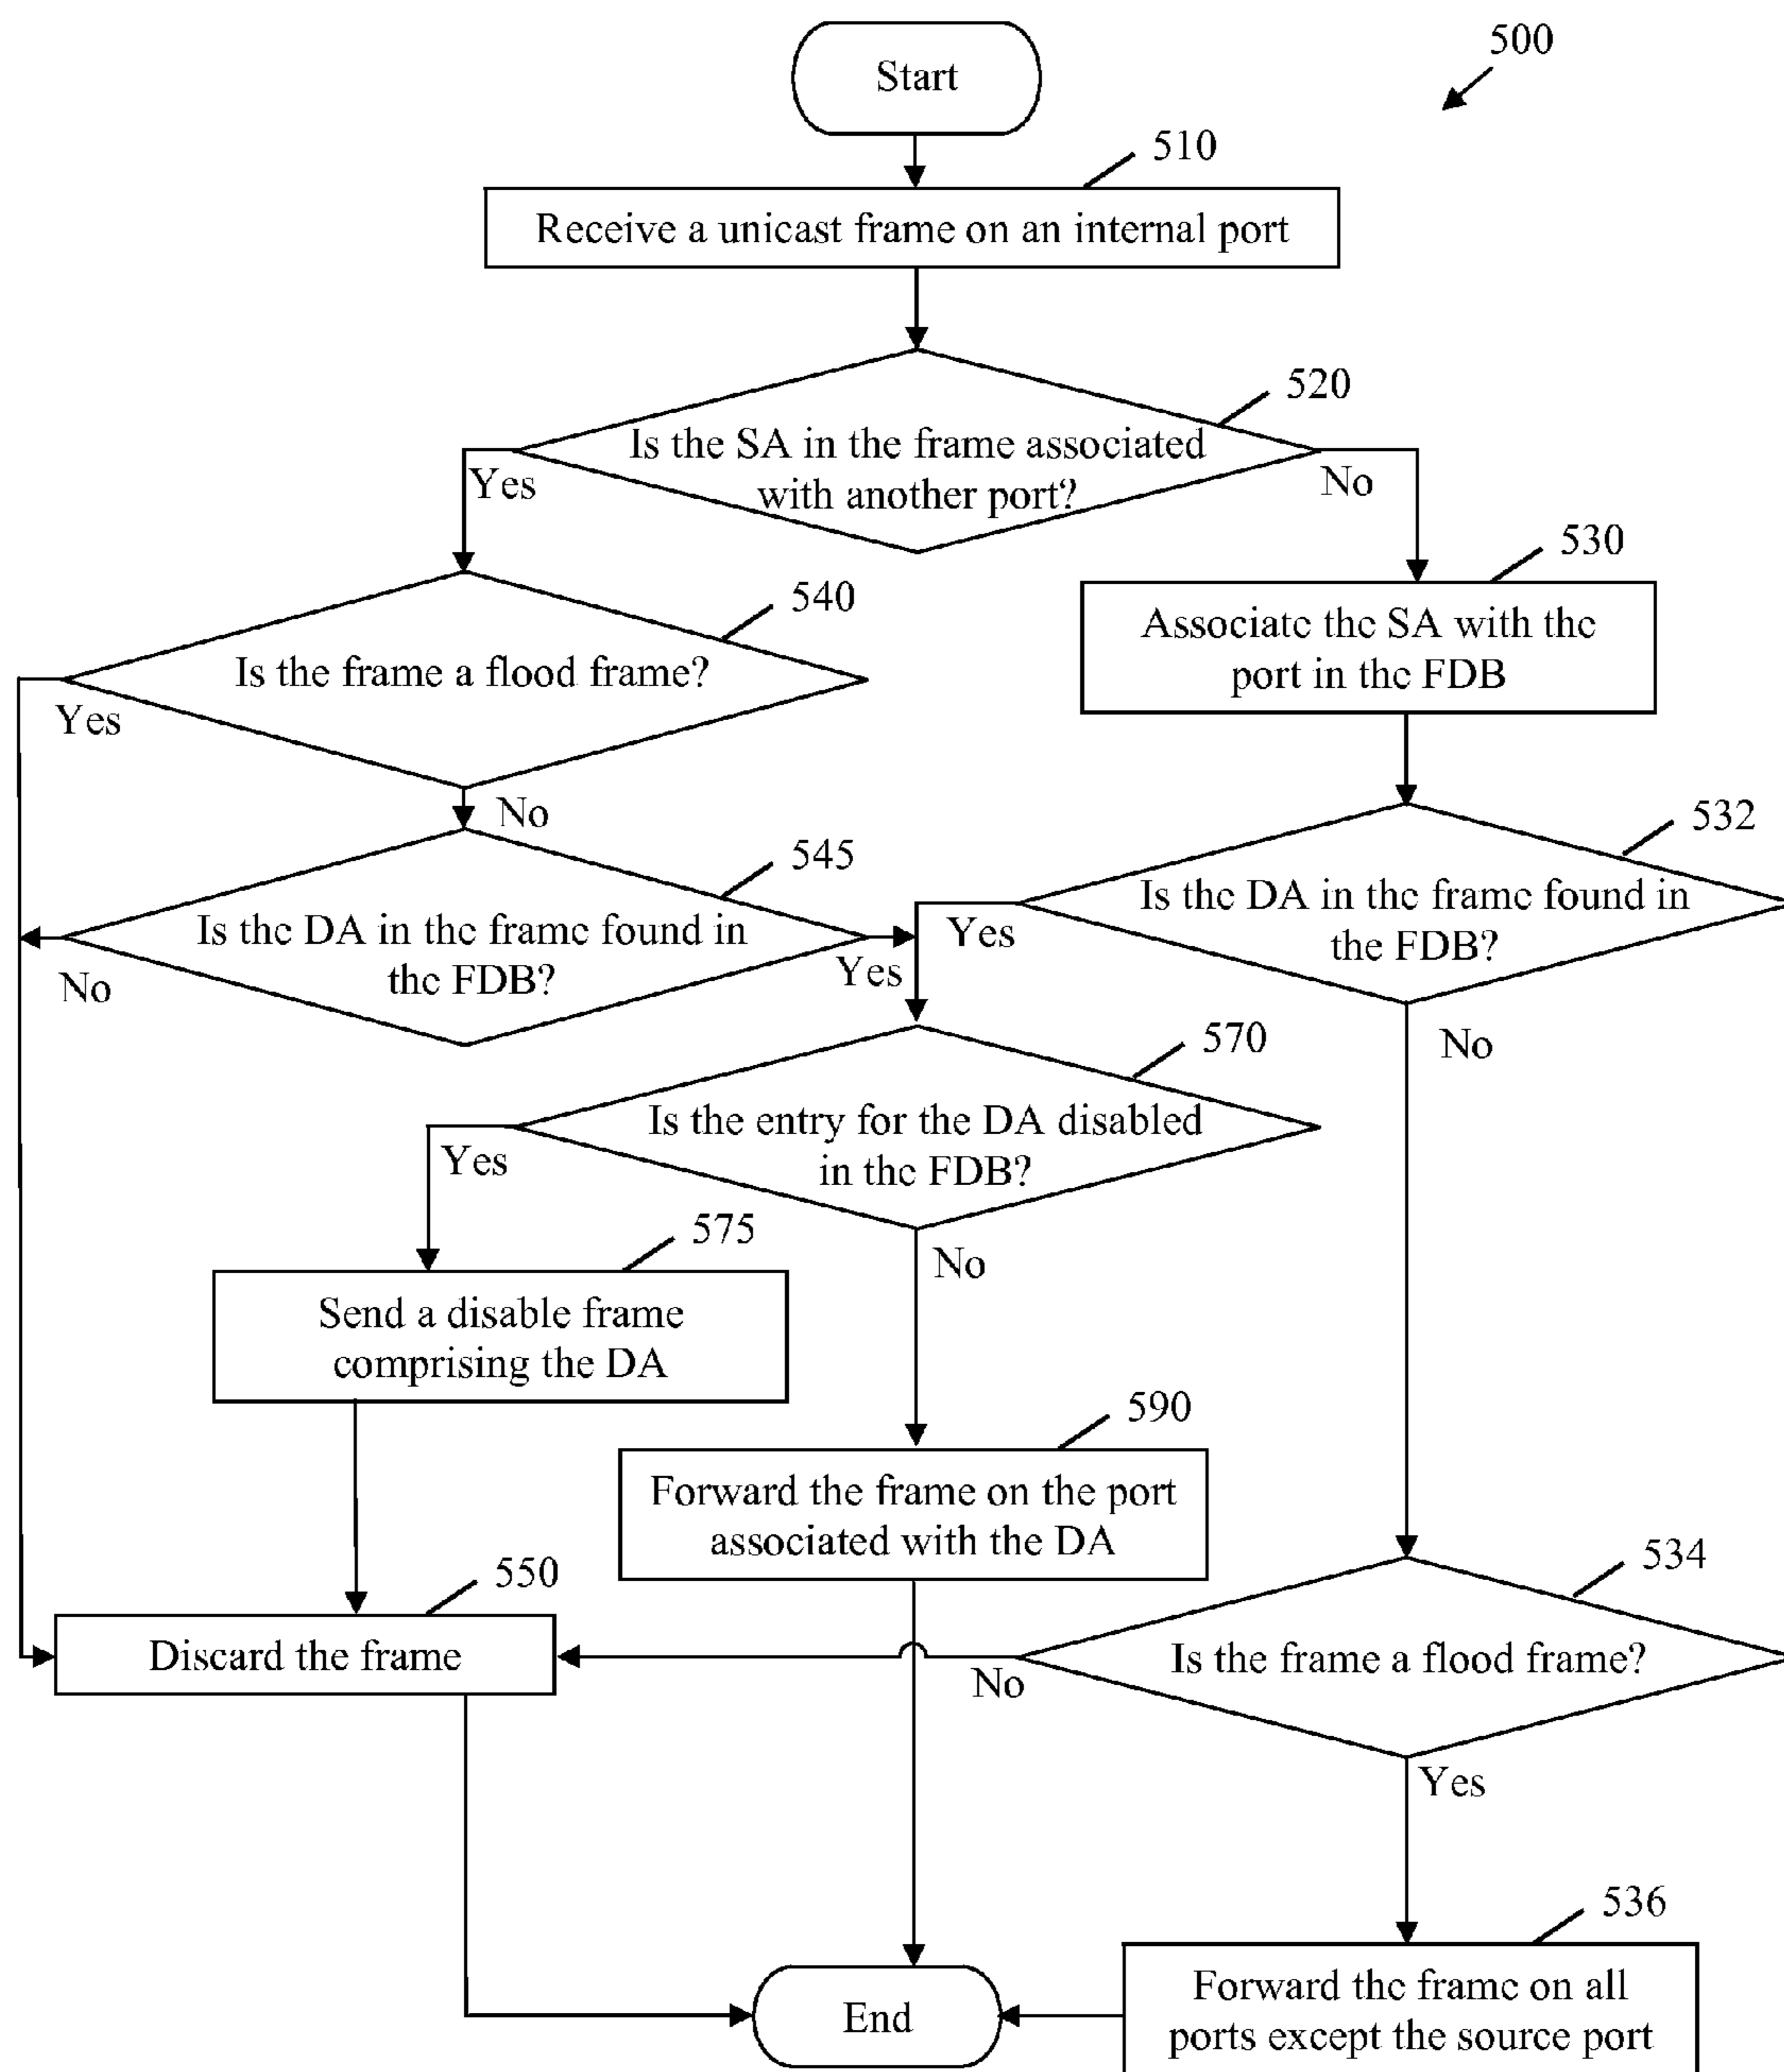 Start
500
510
Receive a unicast frame on an internal port
520
Is the SA in the frame associated
with another port?
Yes
No
530
Associate the SA with the
port in the FDB
540
Is the frame a flood frame?
Yes
No
532
Is the DA in the frame found in
the FDB?
Yes
No
545
Is the DA in the frame found in
the FDB?
No
Yes
570
Is the entry for the DA disabled
in the FDB?
Yes
No
575
Send a disable frame
comprising the DA
590
Forward the frame on the port
associated with the DA
534
Is the frame a flood frame?
No
Yes
550
Discard the frame
536
Forward the frame on all
ports except the source port
End